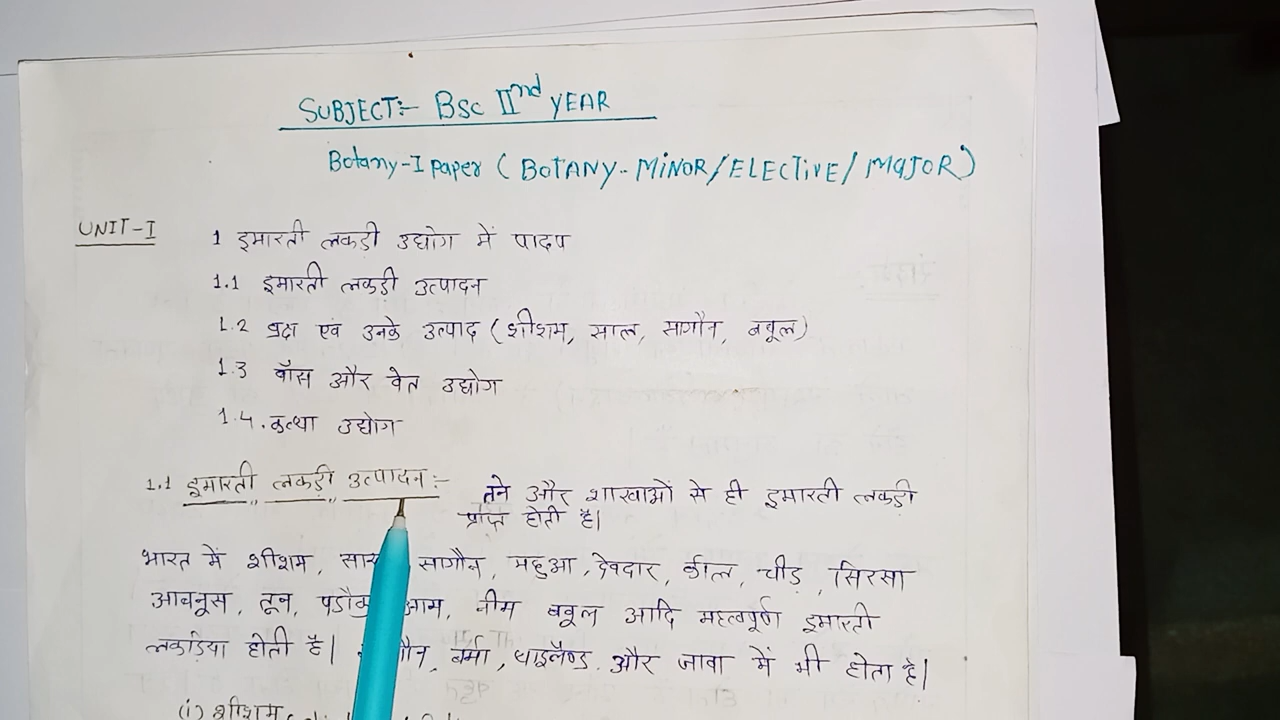 SUBJECT:- BSC IInd YEAR
Botany-I paper ( BOTANY- MINOR/ELECTIVE/MAJOR)
UNIT-I
1 इमारती लकड़ी उद्योग में पादप
1.1 इमारती लकड़ी उत्पादन
1.2 वृक्ष एवं उनके उत्पाद (शीशम, साल, सागौन, बबूल)
1.3 बाँस और वेत उद्योग
1.4. कत्था उद्योग
1.1 इमारती लकड़ी उत्पादन:- तने और शाखाओं से ही इमारती लकड़ी
प्राप्त होती है।
भारत में शीशम, सागौन, महुआ, देवदार, कैल, चीड़, सिरसा
आबनूस, तून, आम, नीम बबूल आदि महत्वपूर्ण इमारती
लकड़िया होती है। बर्मा, थाइलैण्ड. और जावा में भी होता है।
(i) शीशम